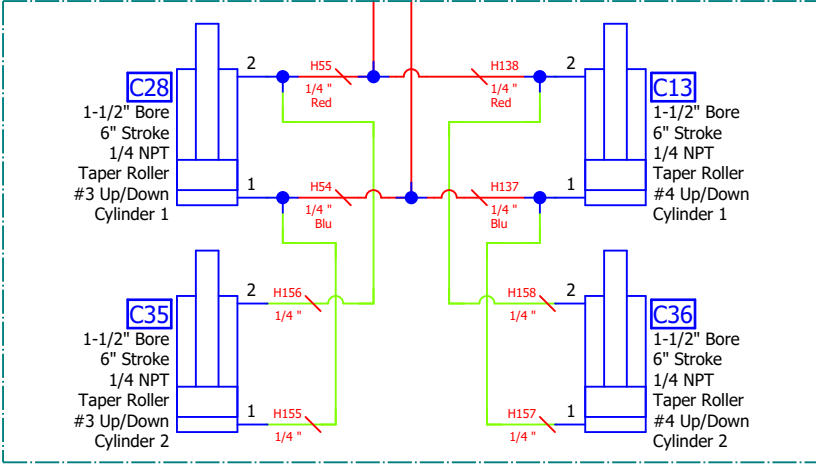 C28
1-1/2" Bore
6" Stroke
1/4 NPT
Taper Roller
#3 Up/Down
Cylinder 1
2
1
H55
1/4 "
Red
H54
1/4 "
Blu
H138
1/4 "
Red
H137
1/4 "
Blu
2
1
C13
1-1/2" Bore
6" Stroke
1/4 NPT
Taper Roller
#4 Up/Down
Cylinder 1
C35
1-1/2" Bore
6" Stroke
1/4 NPT
Taper Roller
#3 Up/Down
Cylinder 2
2
1
H156
1/4 "
H155
1/4 "
H158
1/4 "
H157
1/4 "
2
1
C36
1-1/2" Bore
6" Stroke
1/4 NPT
Taper Roller
#4 Up/Down
Cylinder 2